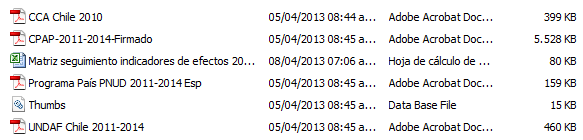 CCA Chile 2010 05/04/2013 08:44 a... Adobe Acrobat Doc... 399 KB
CPAP-2011-2014-Firmado 05/04/2013 08:45 a... Adobe Acrobat Doc... 5.528 KB
Matriz seguimiento indicadores de efectos 20... 08/04/2013 07:06 a... Hoja de cálculo de ... 80 KB
Programa País PNUD 2011-2014 Esp 05/04/2013 08:45 a... Adobe Acrobat Doc... 159 KB
Thumbs 05/04/2013 08:45 a... Data Base File 15 KB
UNDAF Chile 2011-2014 05/04/2013 08:45 a... Adobe Acrobat Doc... 460 KB